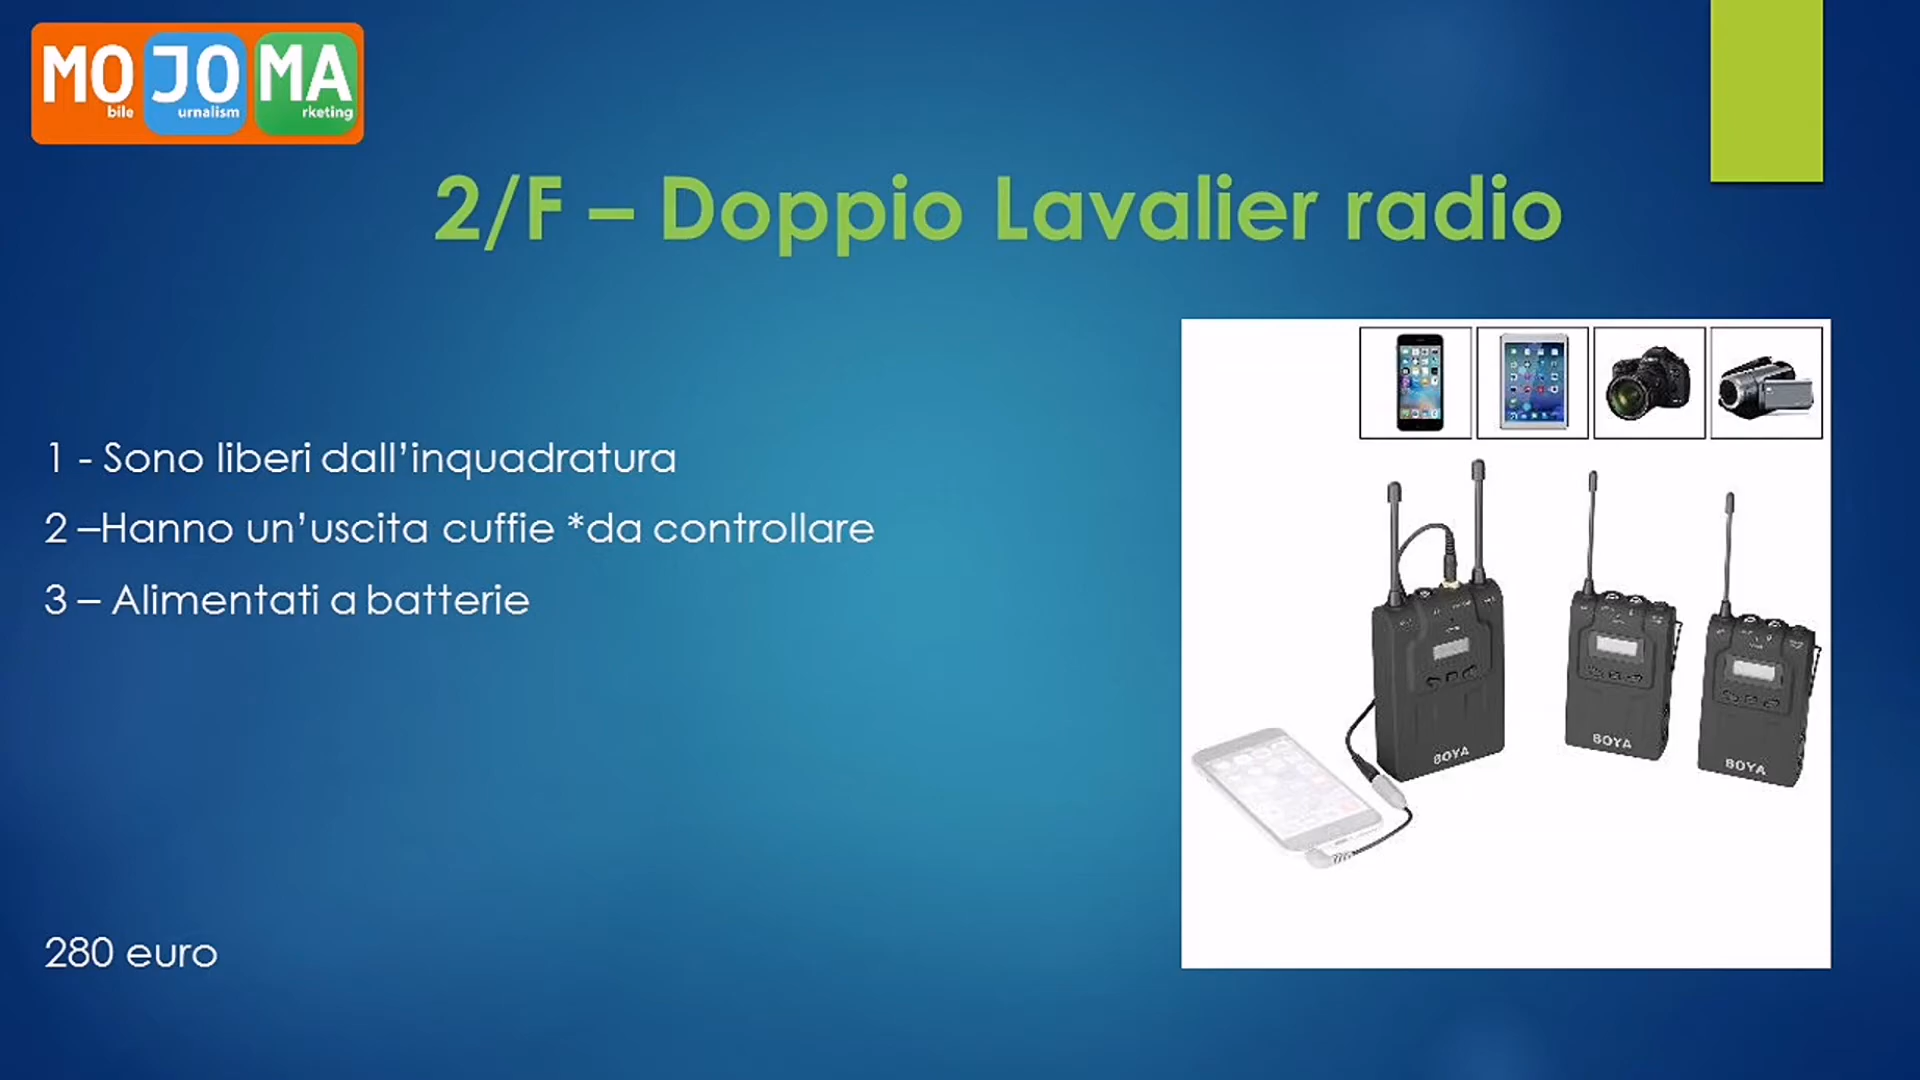 MO JO MA
bile urnalism rketing
2/F – Doppio Lavalier radio
1 - Sono liberi dall’inquadratura
2 –Hanno un’uscita cuffie *da controllare
3 – Alimentati a batterie
280 euro
BOYA
BOYA
BOYA